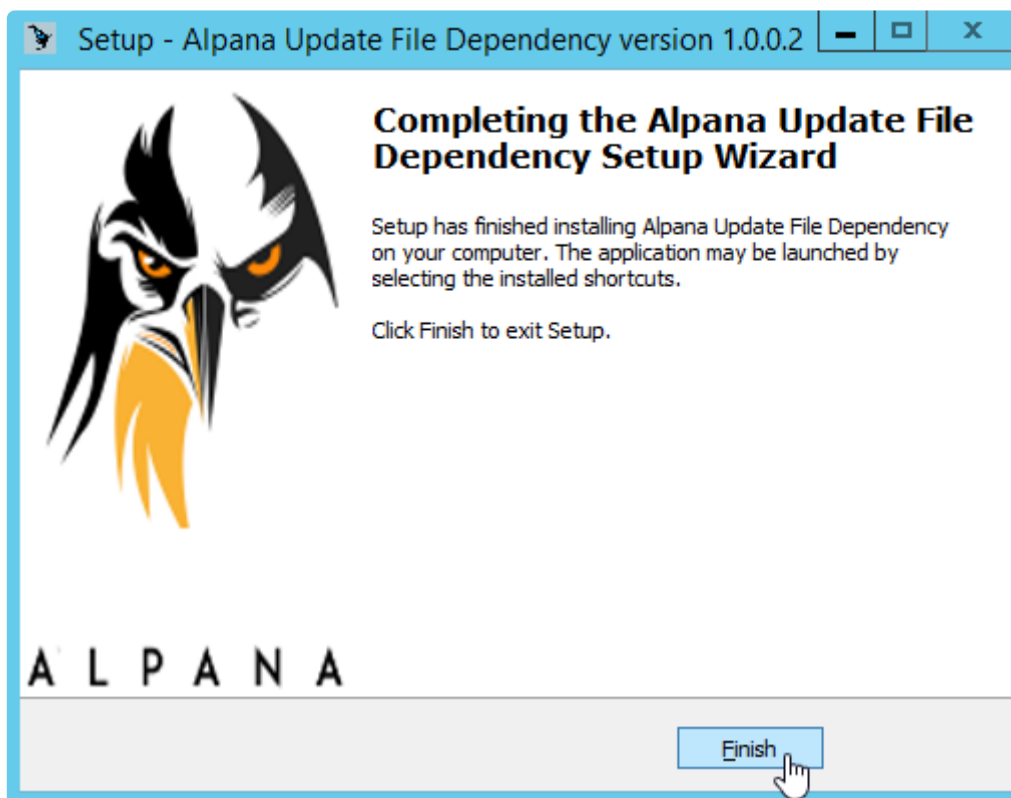 Setup - Alpana Update File Dependency version 1.0.0.2
Completing the Alpana Update File
Dependency Setup Wizard
Setup has finished installing Alpana Update File Dependency
on your computer. The application may be launched by
selecting the installed shortcuts.
Click Finish to exit Setup.
ALPANA
Finish